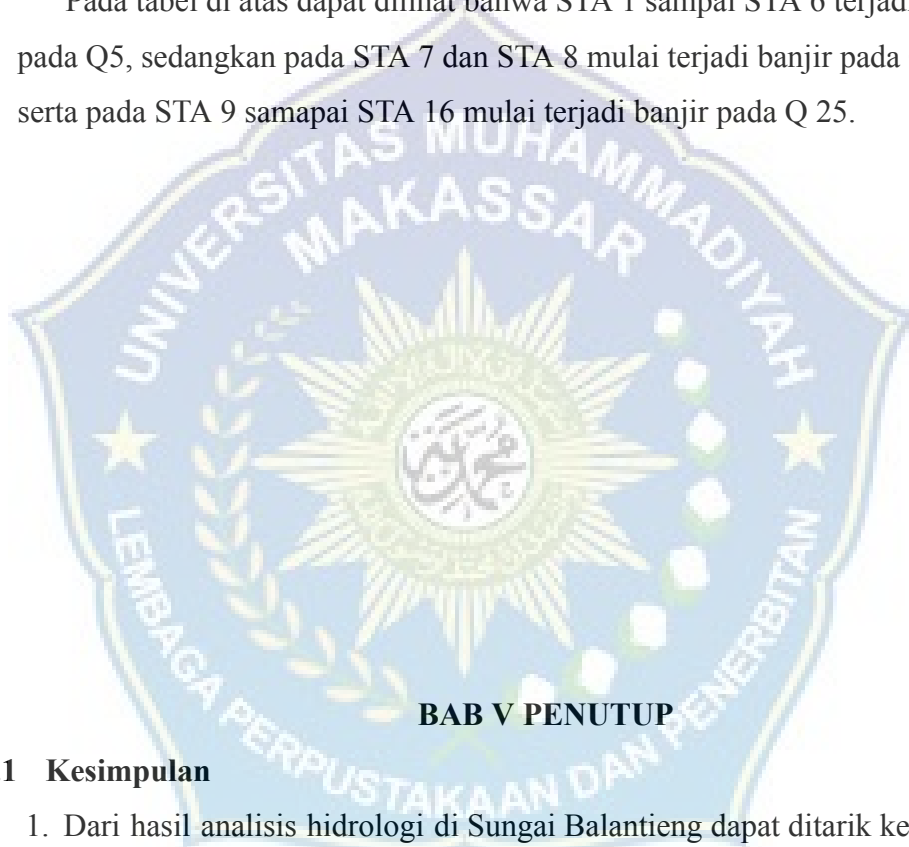 Pada tabel di atas dapat dilihat bahwa STA 1 sampai STA 6 terjadi
pada Q5, sedangkan pada STA 7 dan STA 8 mulai terjadi banjir pada
serta pada STA 9 samapai STA 16 mulai terjadi banjir pada Q 25.
UNIVERSITAS MUHAMMADIYAH
MAKASSAR
LEMBAGA PERPUSTAKAAN DAN PENERBITAN
BAB V PENUTUP
.1 Kesimpulan
1. Dari hasil analisis hidrologi di Sungai Balantieng dapat ditarik ke